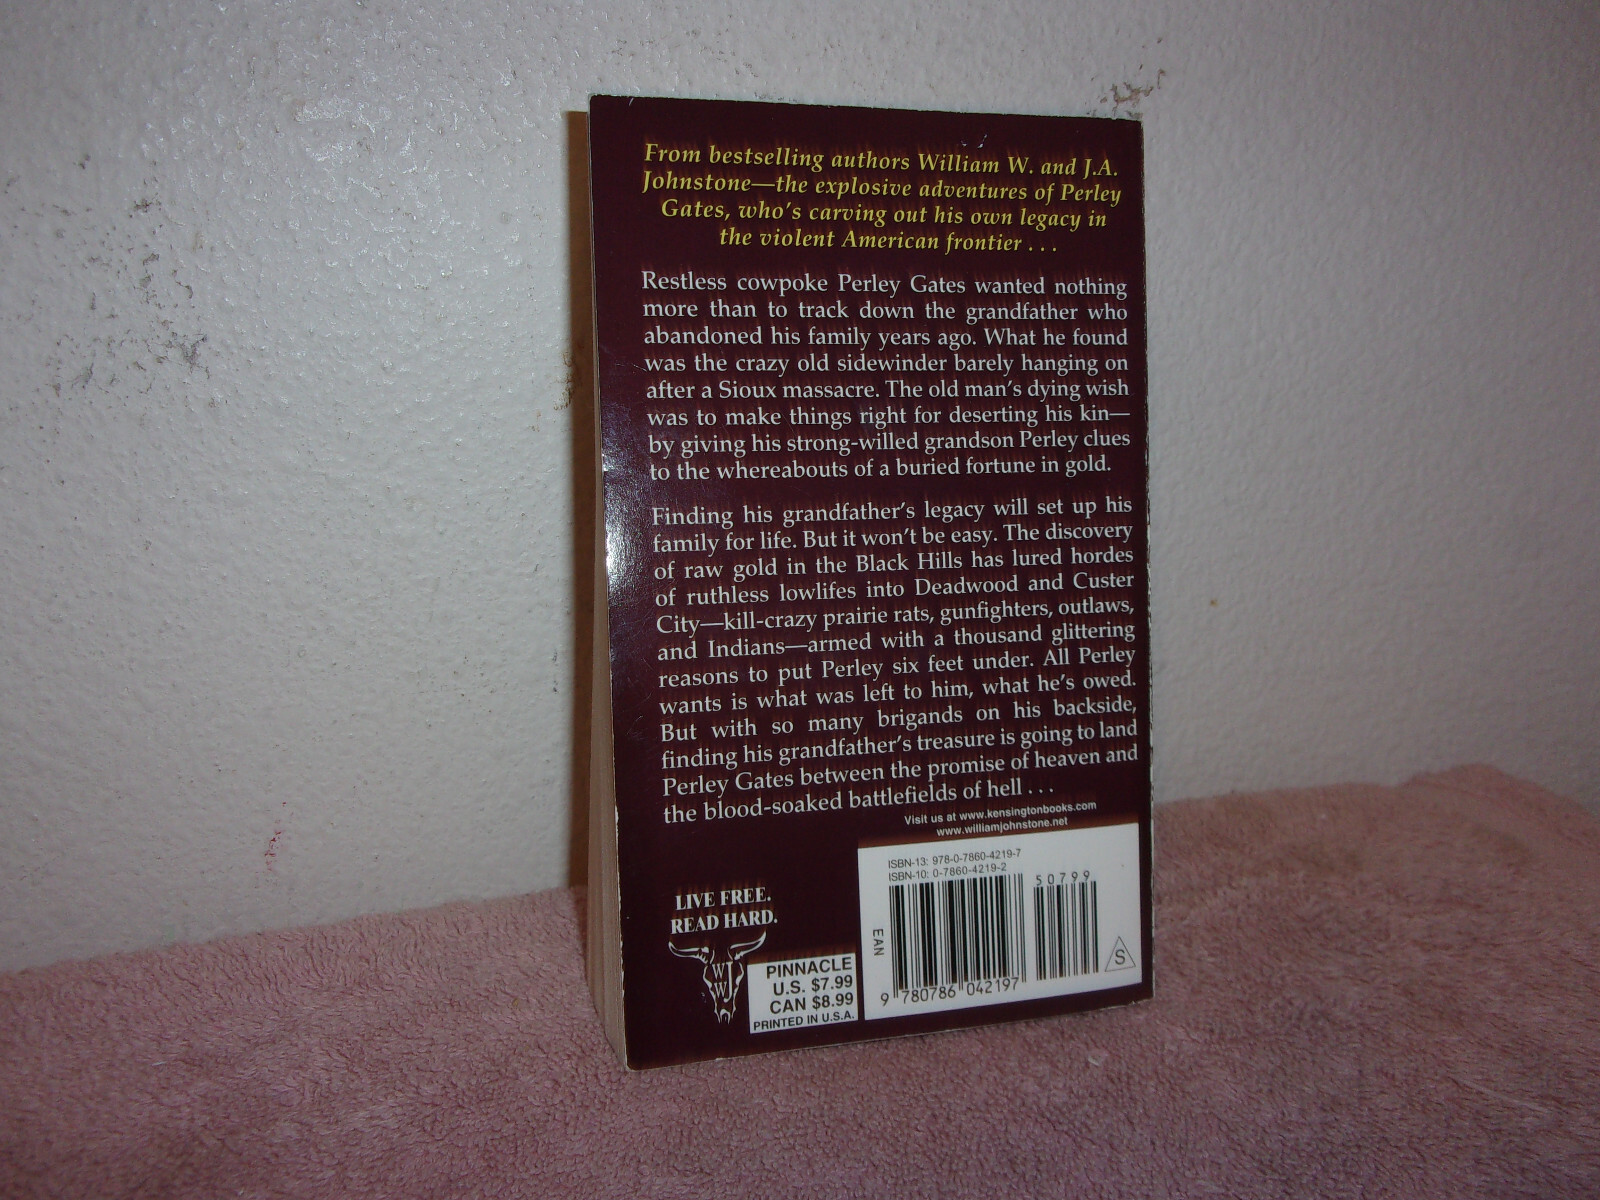 From bestselling authors William W. and J.A.
Johnstone—the explosive adventures of Perley
Gates, who's carving out his own legacy in
the violent American frontier . . .
Restless cowpoke Perley Gates wanted nothing
more than to track down the grandfather who
abandoned his family years ago. What he found
was the crazy old sidewinder barely hanging on
after a Sioux massacre. The old man's dying wish
was to make things right for deserting his kin—
by giving his strong-willed grandson Perley clues
to the whereabouts of a buried fortune in gold.
Finding his grandfather's legacy will set up his
family for life. But it won't be easy. The discovery
of raw gold in the Black Hills has lured hordes
of ruthless lowlifes into Deadwood and Custer
City—kill-crazy prairie rats, gunfighters, outlaws,
and Indians—armed with a thousand glittering
reasons to put Perley six feet under. All Perley
wants is what was left to him, what he's owed.
But with so many brigands on his backside,
finding his grandfather's treasure is going to land
Perley Gates between the promise of heaven and
the blood-soaked battlefields of hell . . .
Visit us at www.kensingtonbooks.com
www.williamjohnstone.net
LIVE FREE.
READ HARD.
W J
W
PINNACLE
U.S. $7.99
CAN $8.99
PRINTED IN U.S.A.
ISBN-13: 978-0-7860-4219-7
ISBN-10: 0-7860-4219-2
50799
EAN
9 780786 042197
S